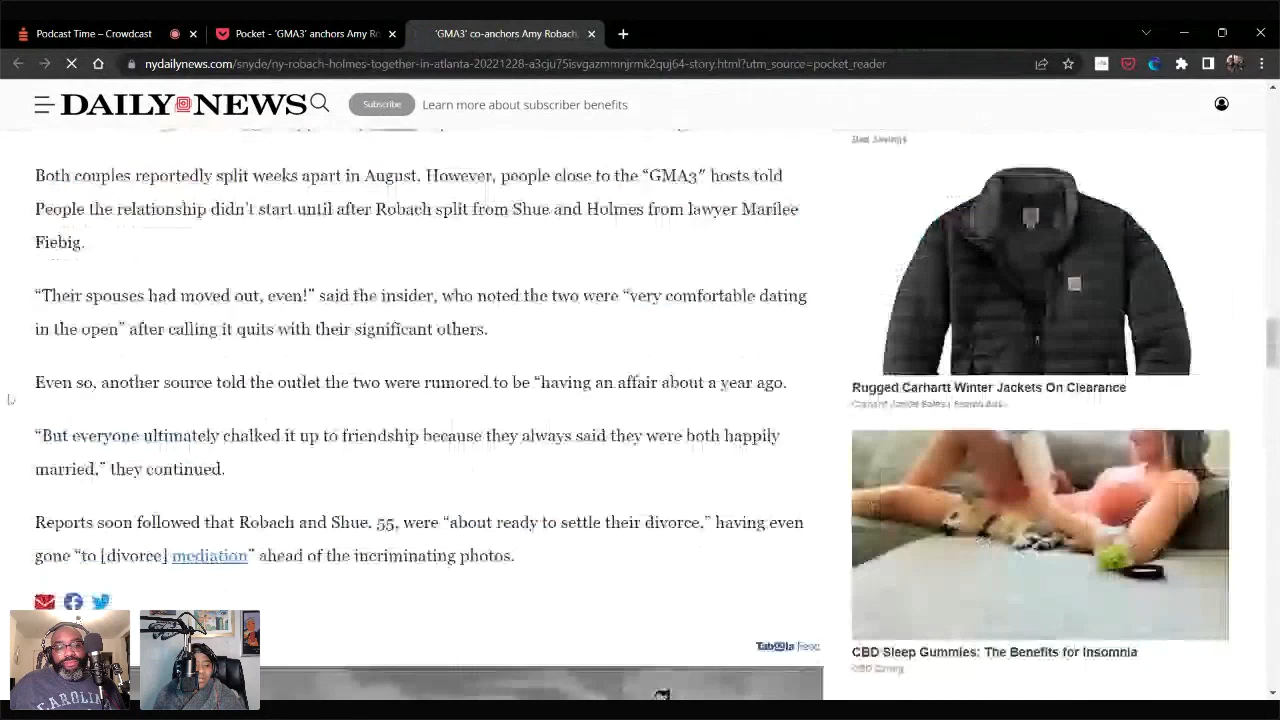 Podcast Time – Crowdcast
Pocket - 'GMA3' anchors Amy Ro
'GMA3' co-anchors Amy Robach,
nydailynews.com/snyde/ny-robach-holmes-together-in-atlanta-20221228-a3cju75isvgazmmnjrmk2quj64-story.html?utm_source=pocket_reader
DAILY NEWS
Subscribe
Learn more about subscriber benefits
Both couples reportedly split weeks apart in August. However, people close to the “GMA3″ hosts told
People the relationship didn’t start until after Robach split from Shue and Holmes from lawyer Marilee
Fiebig.
“Their spouses had moved out, even!” said the insider, who noted the two were “very comfortable dating
in the open” after calling it quits with their significant others.
Even so, another source told the outlet the two were rumored to be “having an affair about a year ago.
“But everyone ultimately chalked it up to friendship because they always said they were both happily
married,” they continued.
Reports soon followed that Robach and Shue. 55, were “about ready to settle their divorce,” having even
gone “to [divorce] mediation” ahead of the incriminating photos.
Rugged Carhartt Winter Jackets On Clearance
CBD Sleep Gummies: The Benefits for Insomnia
Taboola Feed
CAROLINA